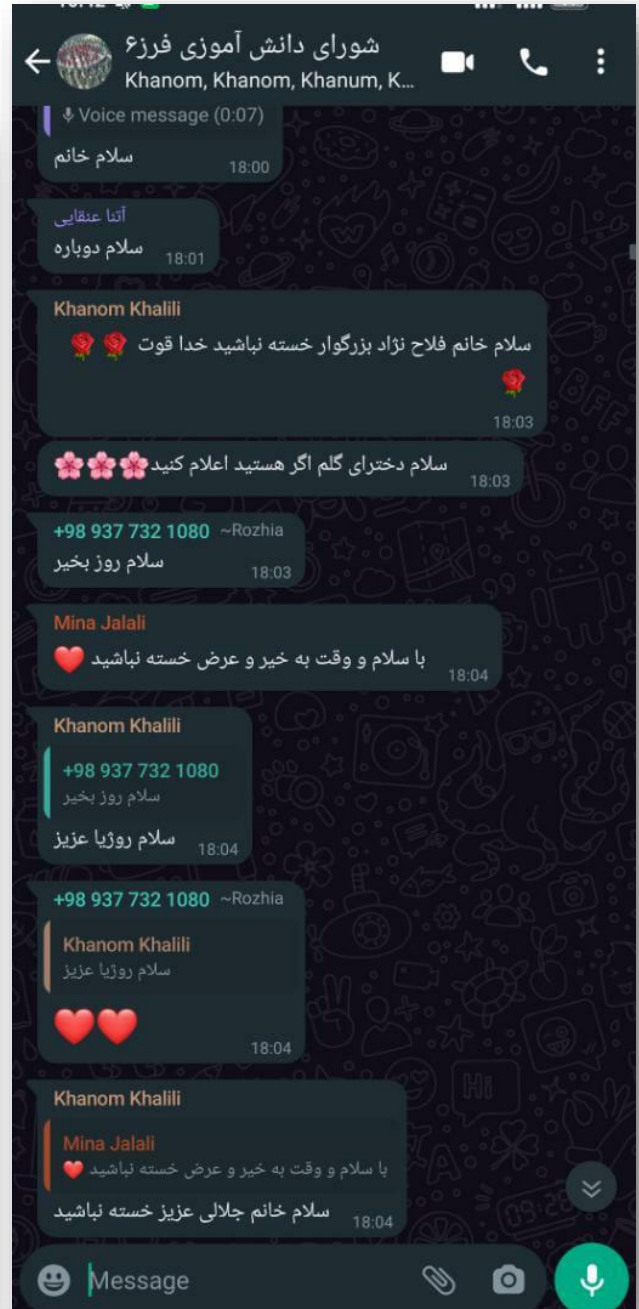 شورای دانش آموزی فرز۶
Khanom, Khanom, Khanum, K...
Voice message (0:07)
سلام خانم
18:00
آتنا عنقایی
سلام دوباره
18:01
Khanom Khalili
سلام خانم فلاح نژاد بزرگوار خسته نباشید خدا قوت 🌹🌹
🌹
18:03
سلام دخترای گلم اگر هستید اعلام کنید🌸🌸🌸
18:03
+98 937 732 1080 ~Rozhia
سلام روز بخیر
18:03
Mina Jalali
با سلام و وقت به خیر و عرض خسته نباشید ❤️
18:04
Khanom Khalili
+98 937 732 1080
سلام روز بخیر
سلام روژیا عزیز
18:04
+98 937 732 1080 ~Rozhia
Khanom Khalili
سلام روژیا عزیز
❤️❤️
18:04
Khanom Khalili
Mina Jalali
با سلام و وقت به خیر و عرض خسته نباشید ❤️
سلام خانم جلالی عزیز خسته نباشید
18:04
Message